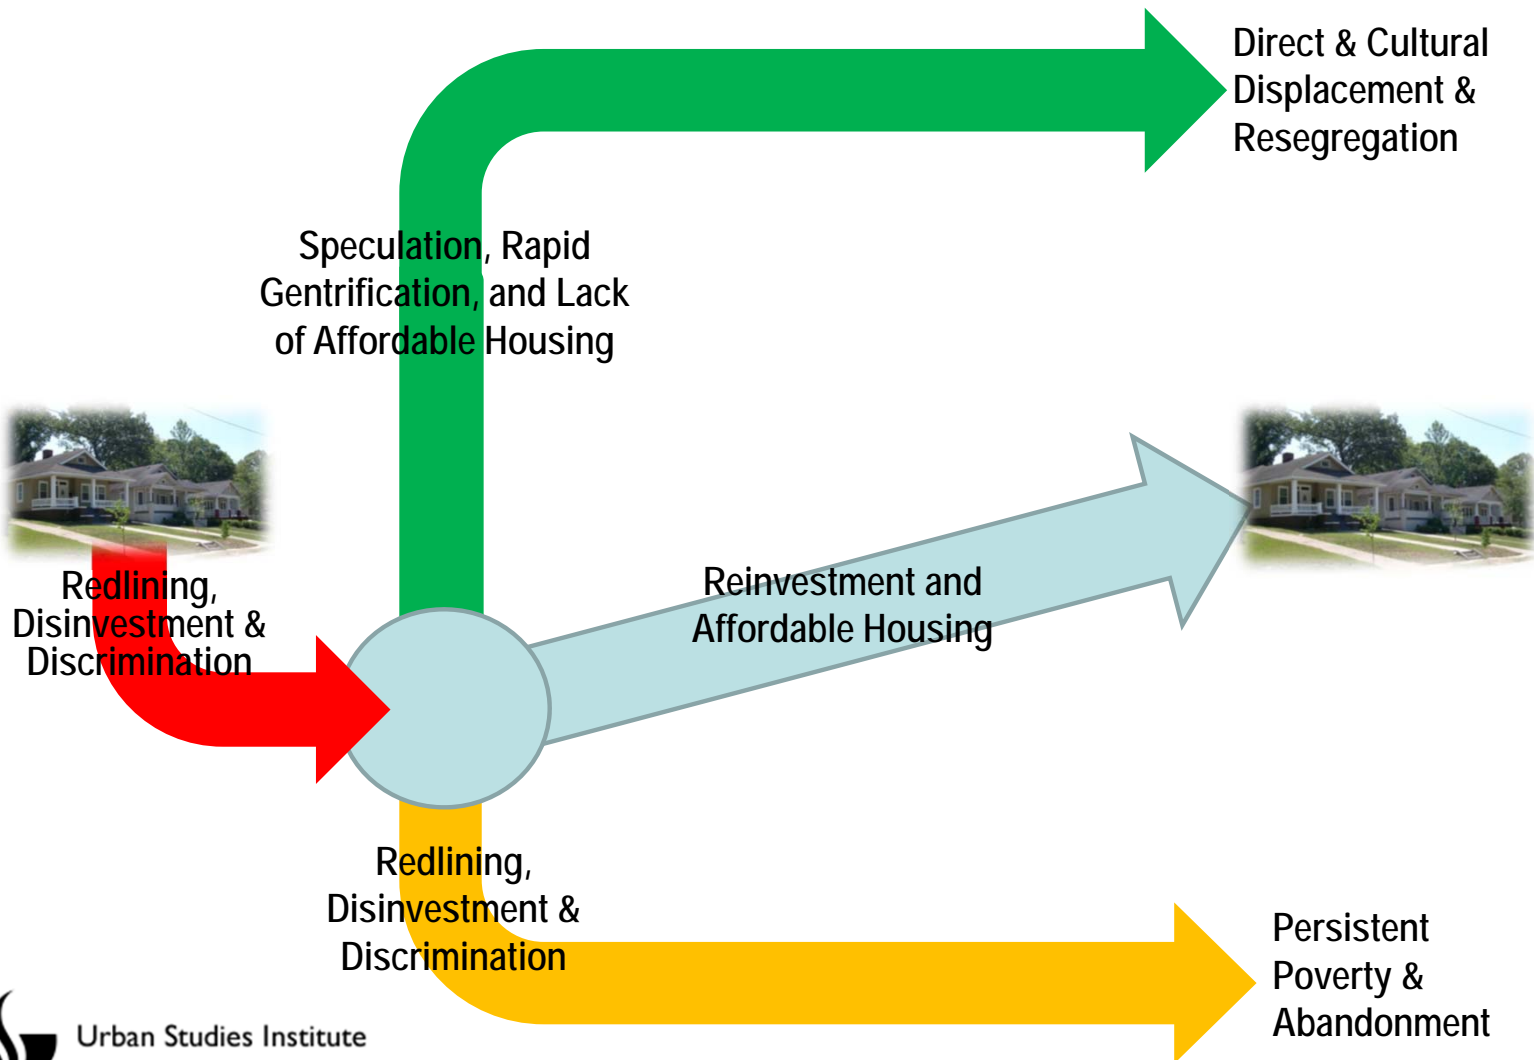 Direct & Cultural
Displacement &
Resegregation
Speculation, Rapid
Gentrification, and Lack
of Affordable Housing
Redlining,
Disinvestment &
Discrimination
Reinvestment and
Affordable Housing
Redlining,
Disinvestment &
Discrimination
Persistent
Poverty &
Abandonment
Urban Studies Institute